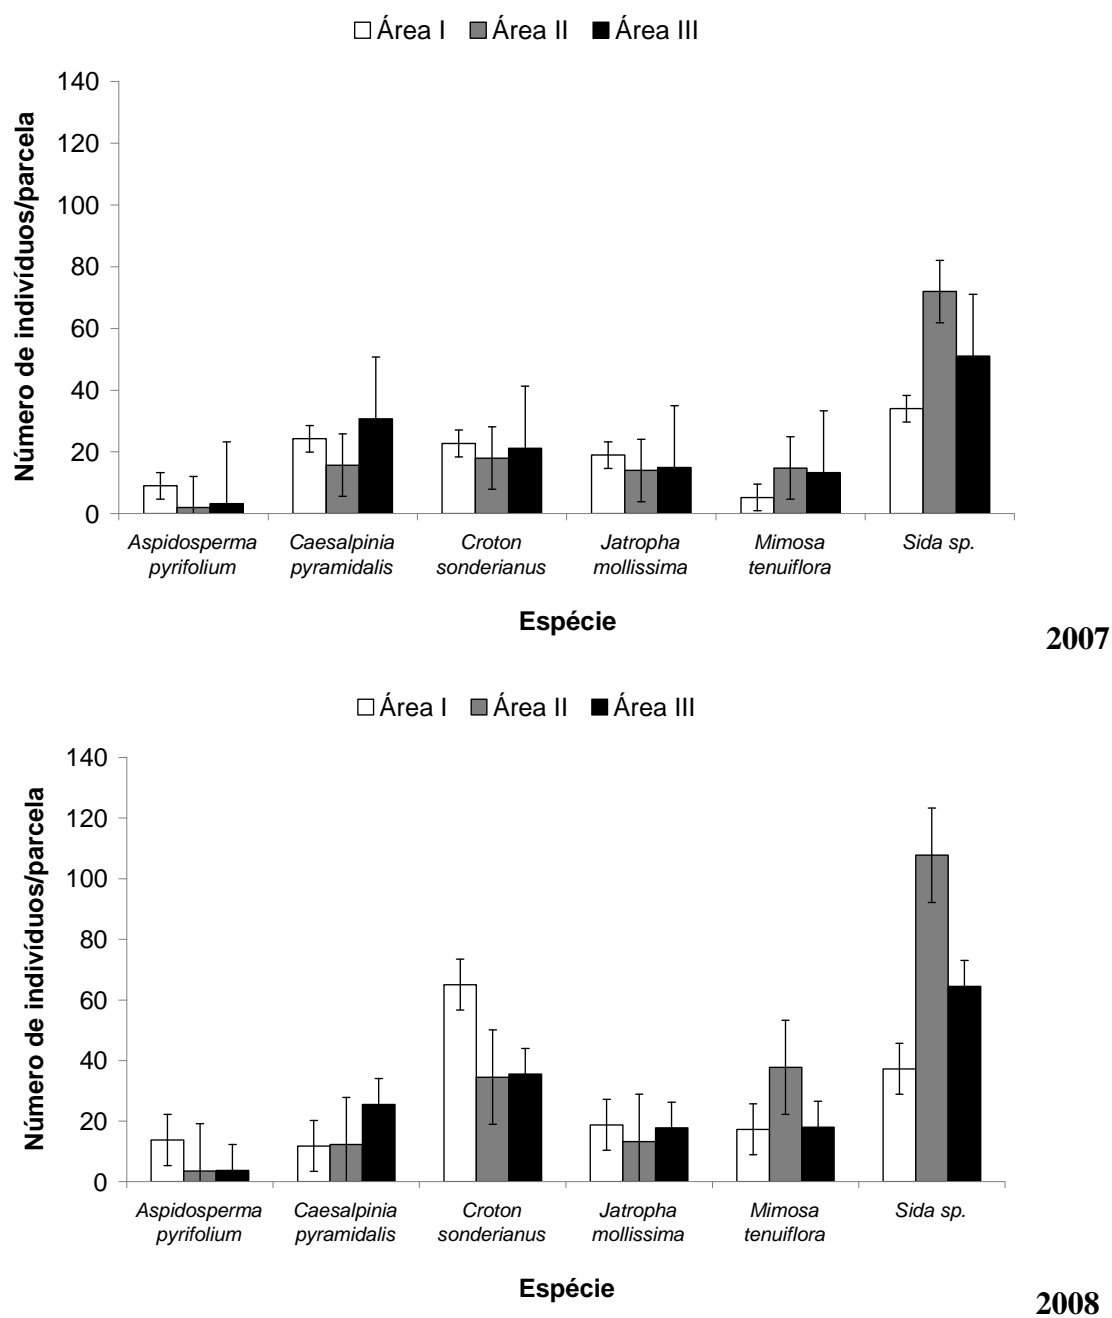 Área I Área II Área III
Número de indivíduos/parcela
140
120
100
80
60
40
20
0
Aspidosperma pyrifolium
Caesalpinia pyramidalis
Croton sonderianus
Jatropha mollissima
Mimosa tenuiflora
Sida sp.
Espécie
2007
Área I Área II Área III
Número de indivíduos/parcela
140
120
100
80
60
40
20
0
Aspidosperma pyrifolium
Caesalpinia pyramidalis
Croton sonderianus
Jatropha mollissima
Mimosa tenuiflora
Sida sp.
Espécie
2008